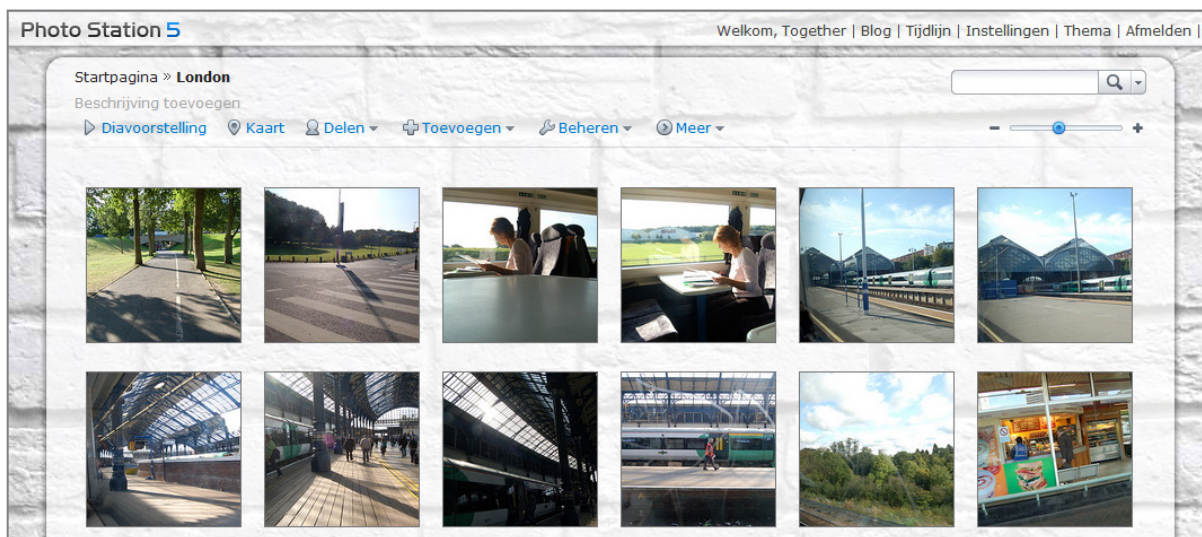 Photo Station 5
Welkom, Together | Blog | Tijdlijn | Instellingen | Thema | Afmelden |
Startpagina » London
Beschrijving toevoegen
Diavoorstelling Kaart Delen Toevoegen Beheren Meer